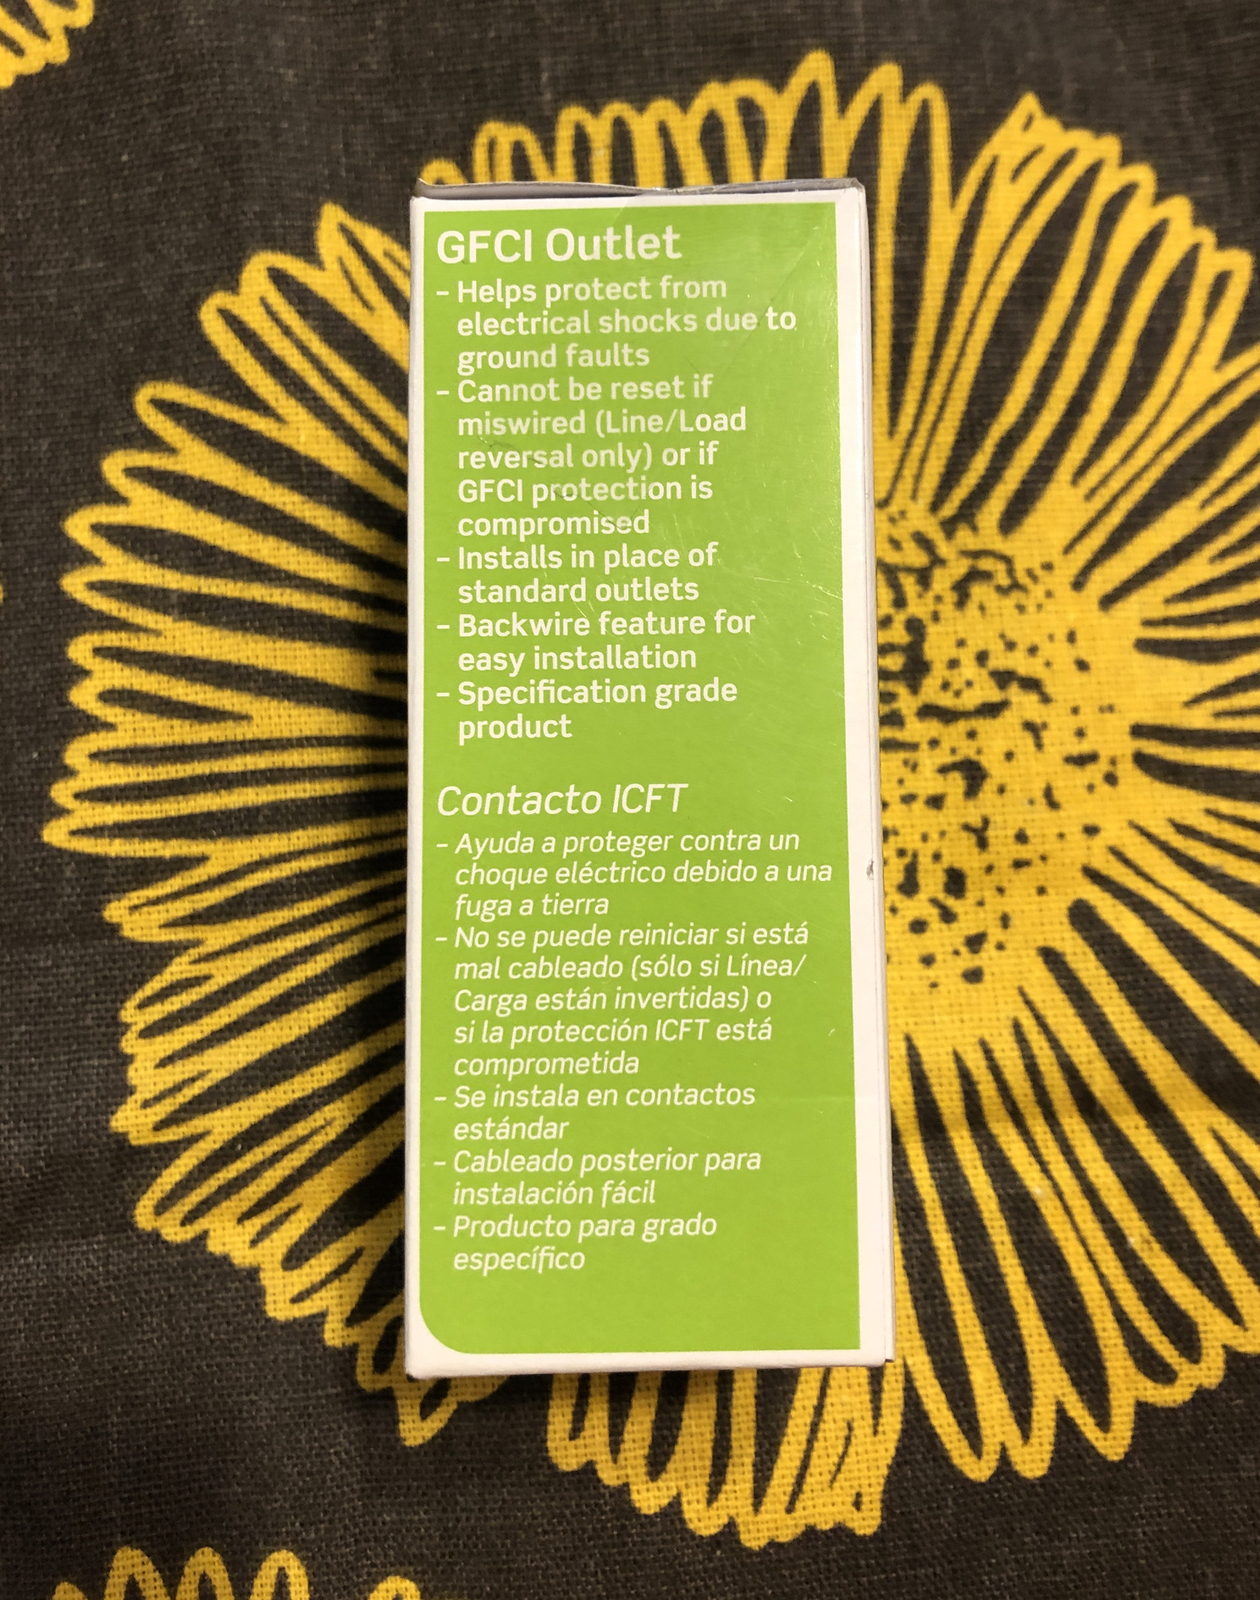 GFCI Outlet
- Helps protect from
electrical shocks due to
ground faults
- Cannot be reset if
miswired (Line/Load
reversal only) or if
GFCI protection is
compromised
- Installs in place of
standard outlets
- Backwire feature for
easy installation
- Specification grade
product
Contacto ICFT
- Ayuda a proteger contra un
choque eléctrico debido a una
fuga a tierra
- No se puede reiniciar si está
mal cableado (sólo si Línea/
Carga están invertidas) o
si la protección ICFT está
comprometida
- Se instala en contactos
estándar
- Cableado posterior para
instalación fácil
- Producto para grado
específico